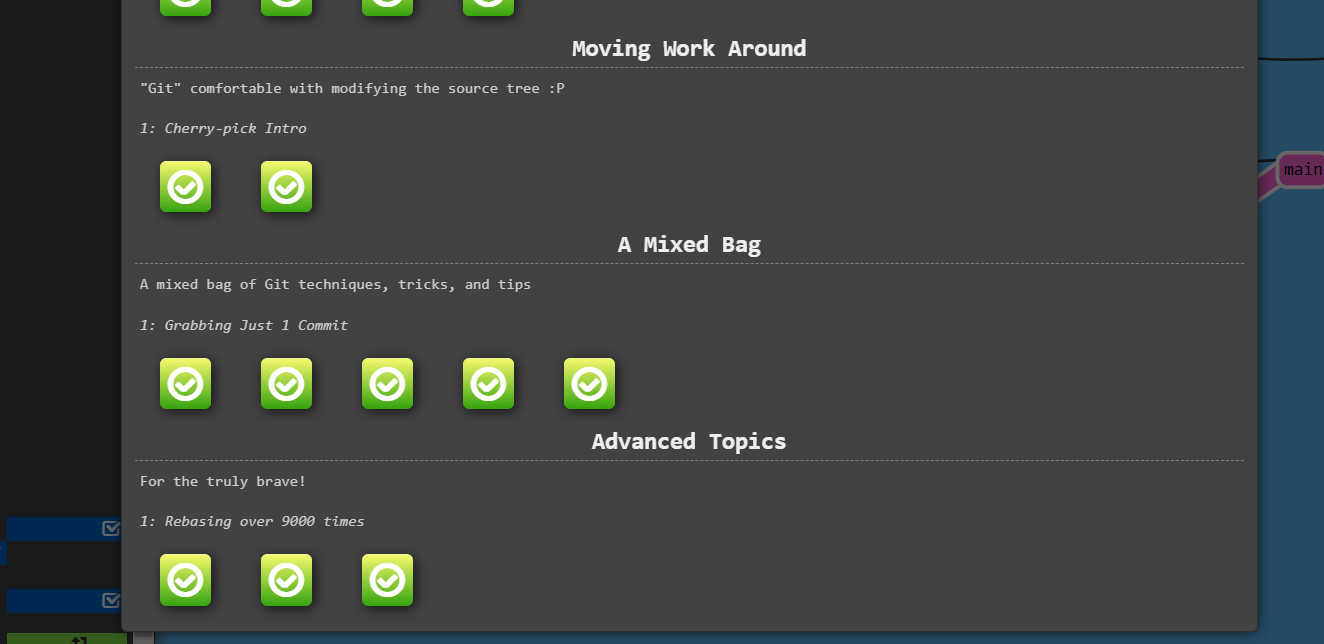 Moving Work Around
"Git" comfortable with modifying the source tree :P
1: Cherry-pick Intro
main
A Mixed Bag
A mixed bag of Git techniques, tricks, and tips
1: Grabbing Just 1 Commit
Advanced Topics
For the truly brave!
1: Rebasing over 9000 times